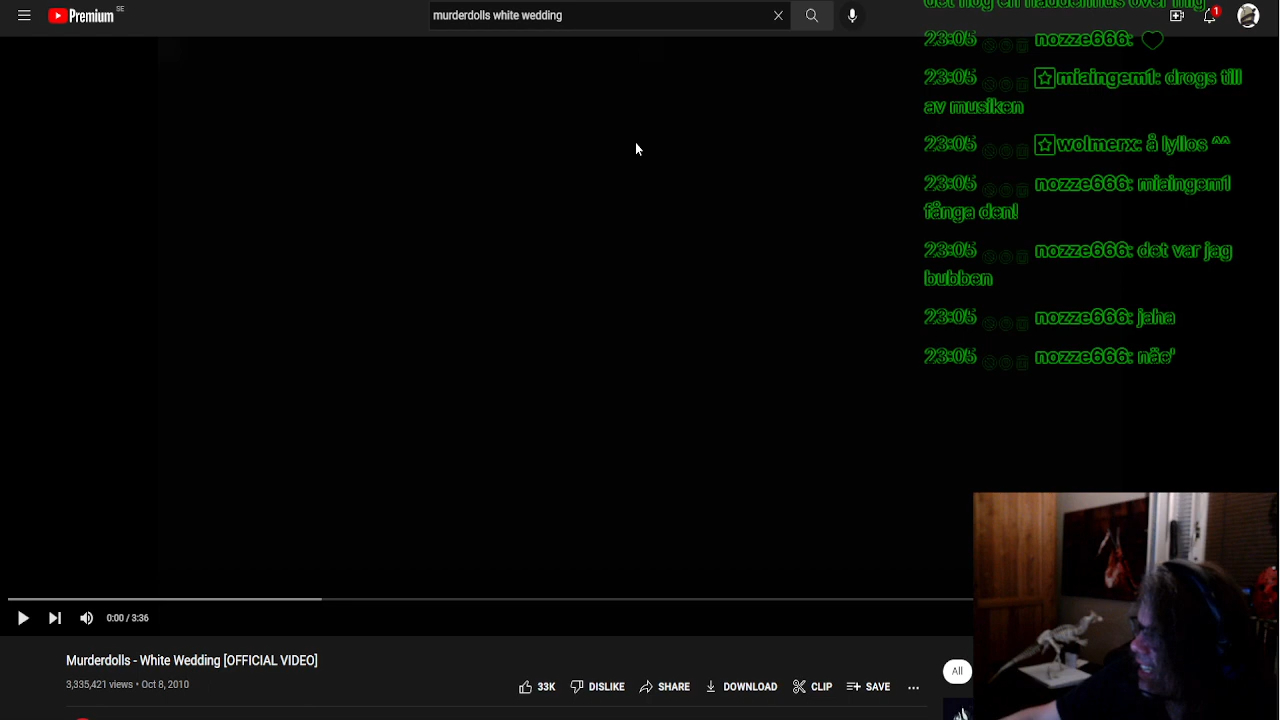 Premium SE
murderdolls white wedding
1
23:05 nozze666: ♡
23:05 miaingem1: drogs till
av musiken
23:05 wolmerx: å lyllos ^^
23:05 nozze666: miaingem1
fånga den!
23:05 nozze666: det var jag
bubben
23:05 nozze666: jaha
23:05 nozze666: näe'
0:00 / 3:36
Murderdolls - White Wedding [OFFICIAL VIDEO]
3,335,421 views • Oct 8, 2010
33K DISLIKE SHARE DOWNLOAD CLIP SAVE ...
All